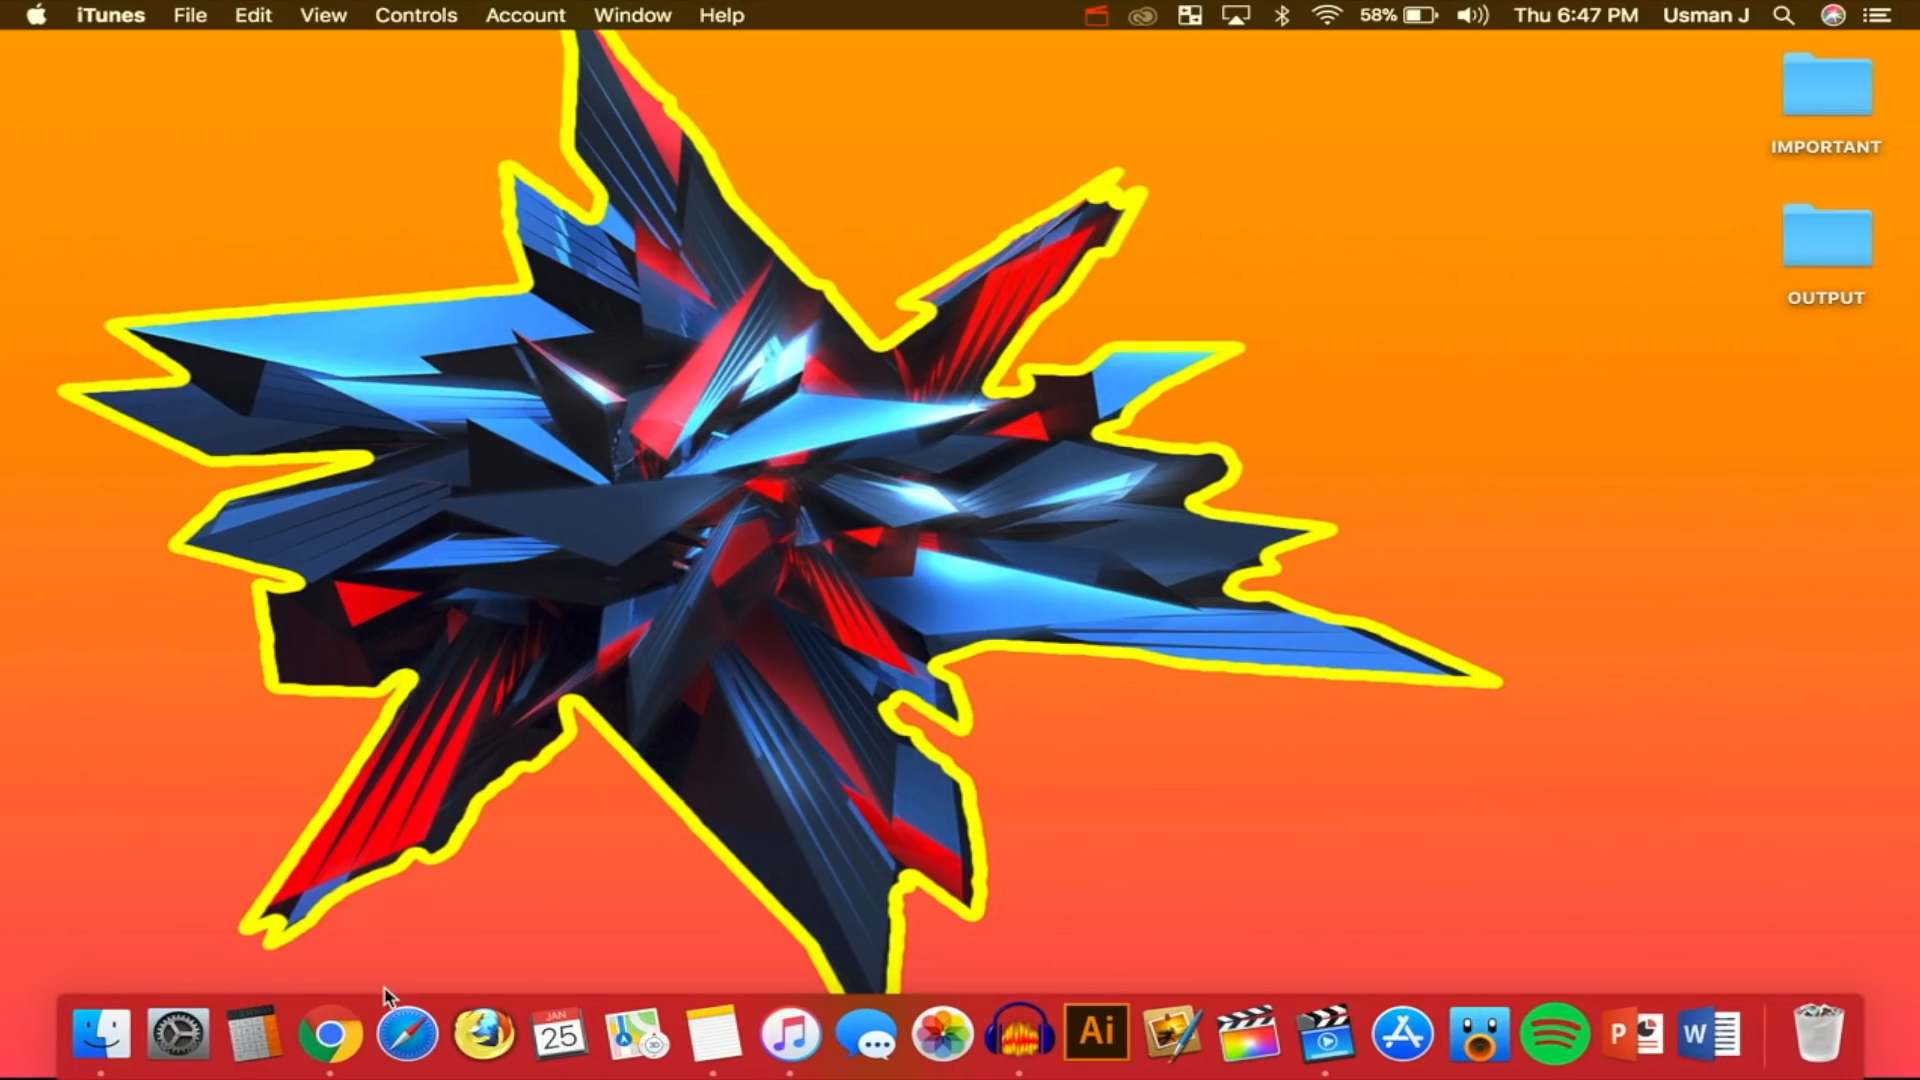 iTunes File Edit View Controls Account Window Help 58% Thu 6:47 PM Usman J
IMPORTANT
OUTPUT
JAN
25
3D
Ai
P
W